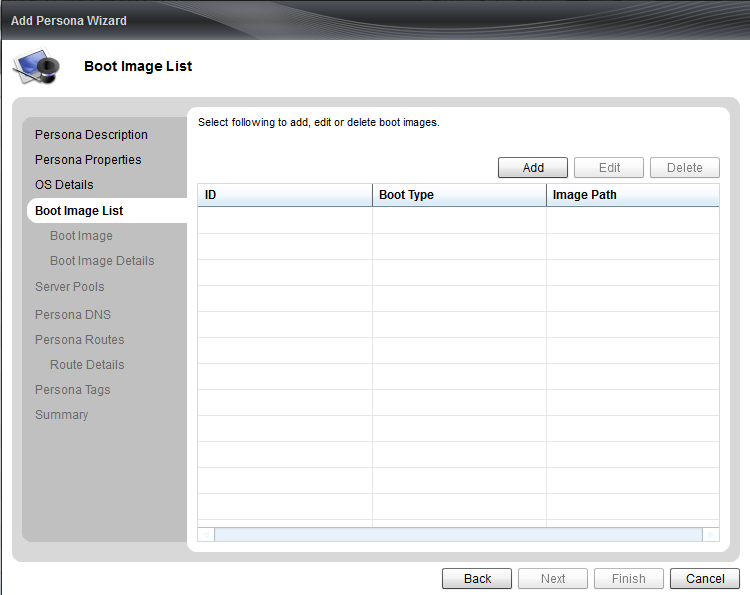 Add Persona Wizard
Boot Image List
Persona Description
Persona Properties
OS Details
Boot Image List
Boot Image
Boot Image Details
Server Pools
Persona DNS
Persona Routes
Route Details
Persona Tags
Summary
Select following to add, edit or delete boot images.
Add Edit Delete
ID Boot Type Image Path
Back Next Finish Cancel